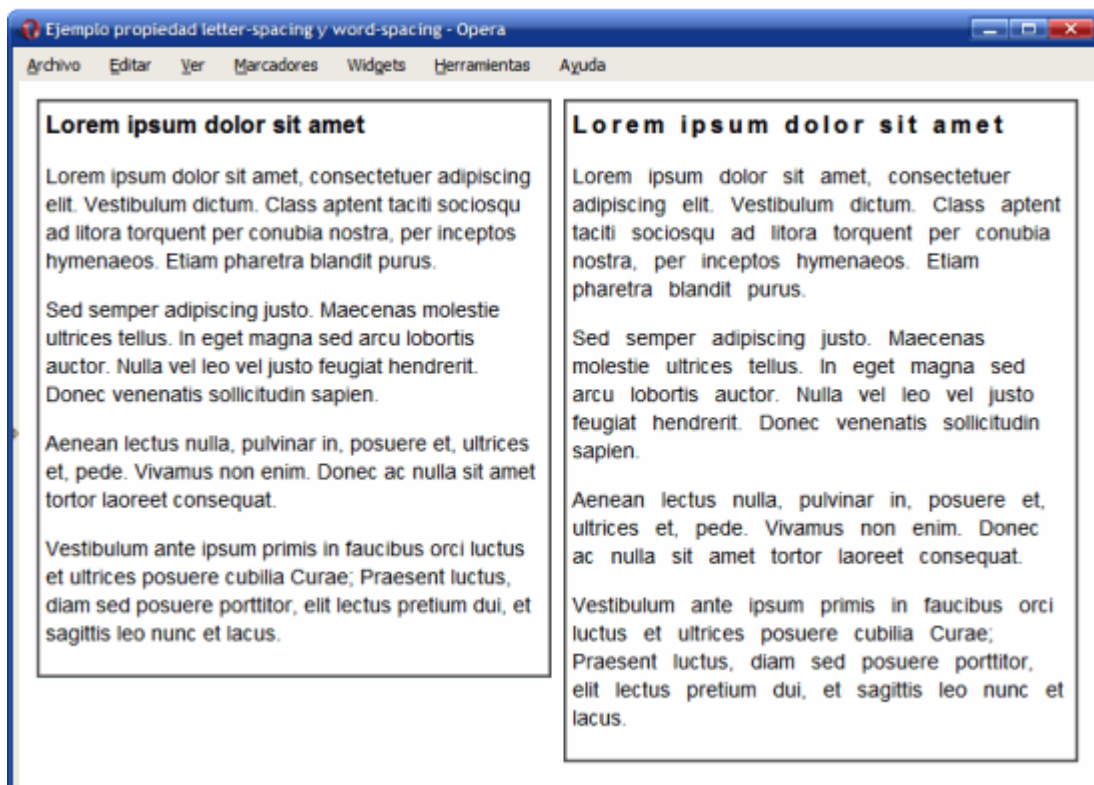 Ejemplo propiedad letter-spacing y word-spacing - Opera
Archivo Editar Ver Marcadores Widgets Herramientas Ayuda
Lorem ipsum dolor sit amet
Lorem ipsum dolor sit amet, consectetuer adipiscing
elit. Vestibulum dictum. Class aptent taciti sociosqu
ad litora torquent per conubia nostra, per inceptos
hymenaeos. Etiam pharetra blandit purus.
Sed semper adipiscing justo. Maecenas molestie
ultrices tellus. In eget magna sed arcu lobortis
auctor. Nulla vel leo vel justo feugiat hendrerit.
Donec venenatis sollicitudin sapien.
Aenean lectus nulla, pulvinar in, posuere et, ultrices
et, pede. Vivamus non enim. Donec ac nulla sit amet
tortor laoreet consequat.
Vestibulum ante ipsum primis in faucibus orci luctus
et ultrices posuere cubilia Curae; Praesent luctus,
diam sed posuere porttitor, elit lectus pretium dui, et
sagittis leo nunc et lacus.
Lorem ipsum dolor sit amet
Lorem ipsum dolor sit amet, consectetuer
adipiscing elit. Vestibulum dictum. Class aptent
taciti sociosqu ad litora torquent per conubia
nostra, per inceptos hymenaeos. Etiam
pharetra blandit purus.
Sed semper adipiscing justo. Maecenas
molestie ultrices tellus. In eget magna sed
arcu lobortis auctor. Nulla vel leo vel justo
feugiat hendrerit. Donec venenatis sollicitudin
sapien.
Aenean lectus nulla, pulvinar in, posuere et,
ultrices et, pede. Vivamus non enim. Donec
ac nulla sit amet tortor laoreet consequat.
Vestibulum ante ipsum primis in faucibus orci
luctus et ultrices posuere cubilia Curae;
Praesent luctus, diam sed posuere porttitor,
elit lectus pretium dui, et sagittis leo nunc et
lacus.